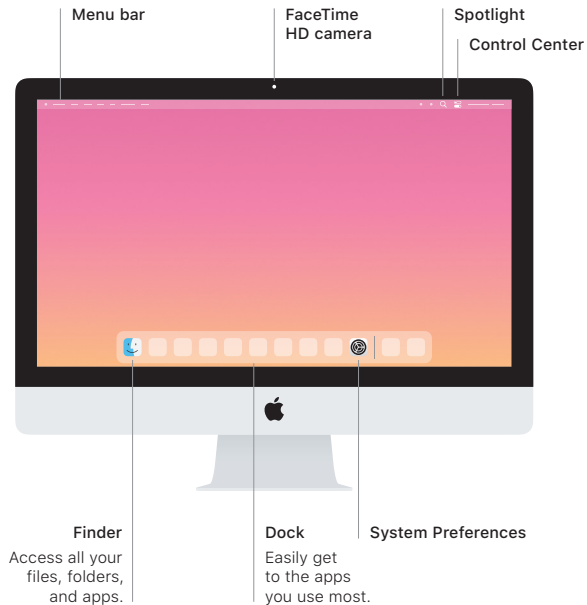 Menu bar
FaceTime
HD camera
Spotlight
Control Center
Finder
Access all your
files, folders,
and apps.
Dock
Easily get
to the apps
you use most.
System Preferences